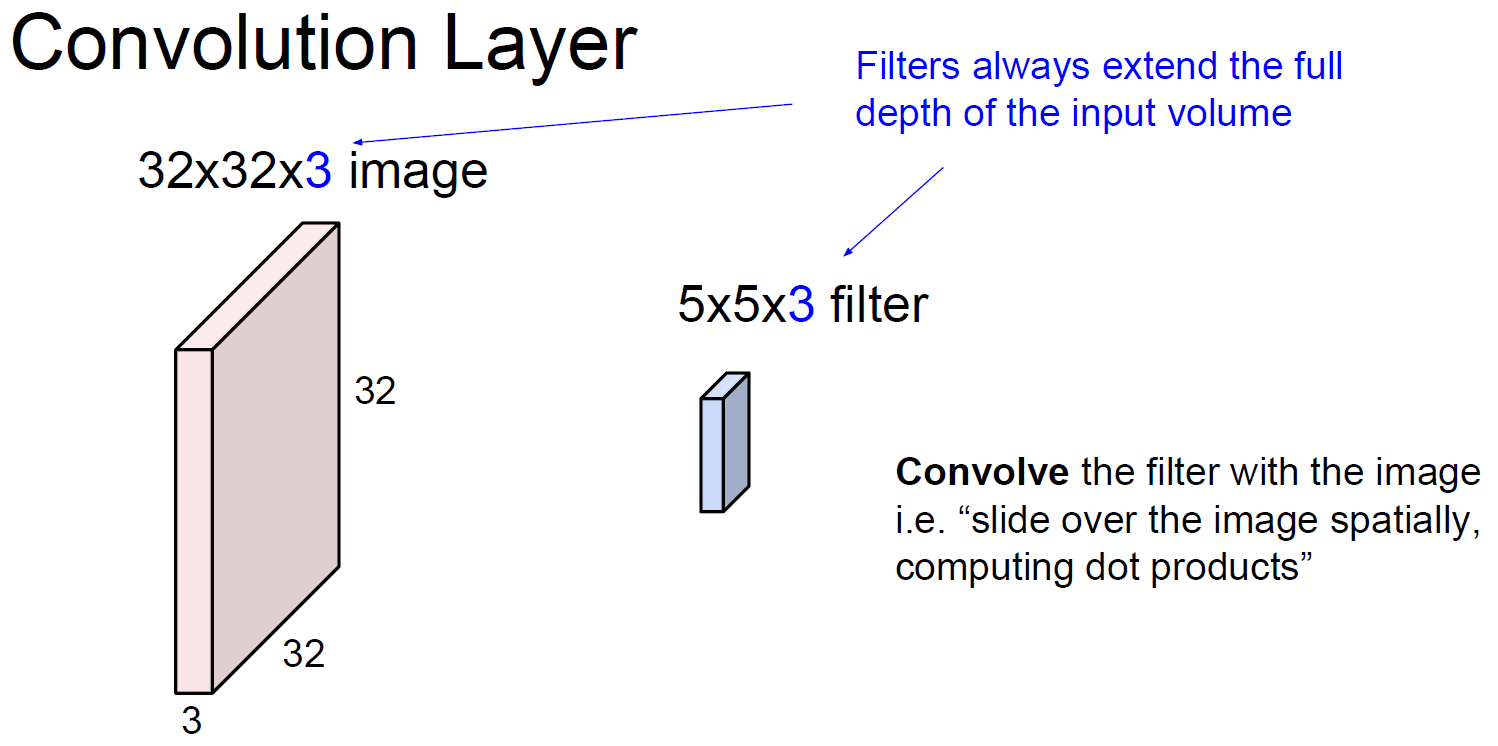 Convolution Layer
Filters always extend the full
depth of the input volume
32x32x3 image
5x5x3 filter
32
32
3
Convolve the filter with the image
i.e. “slide over the image spatially,
computing dot products”